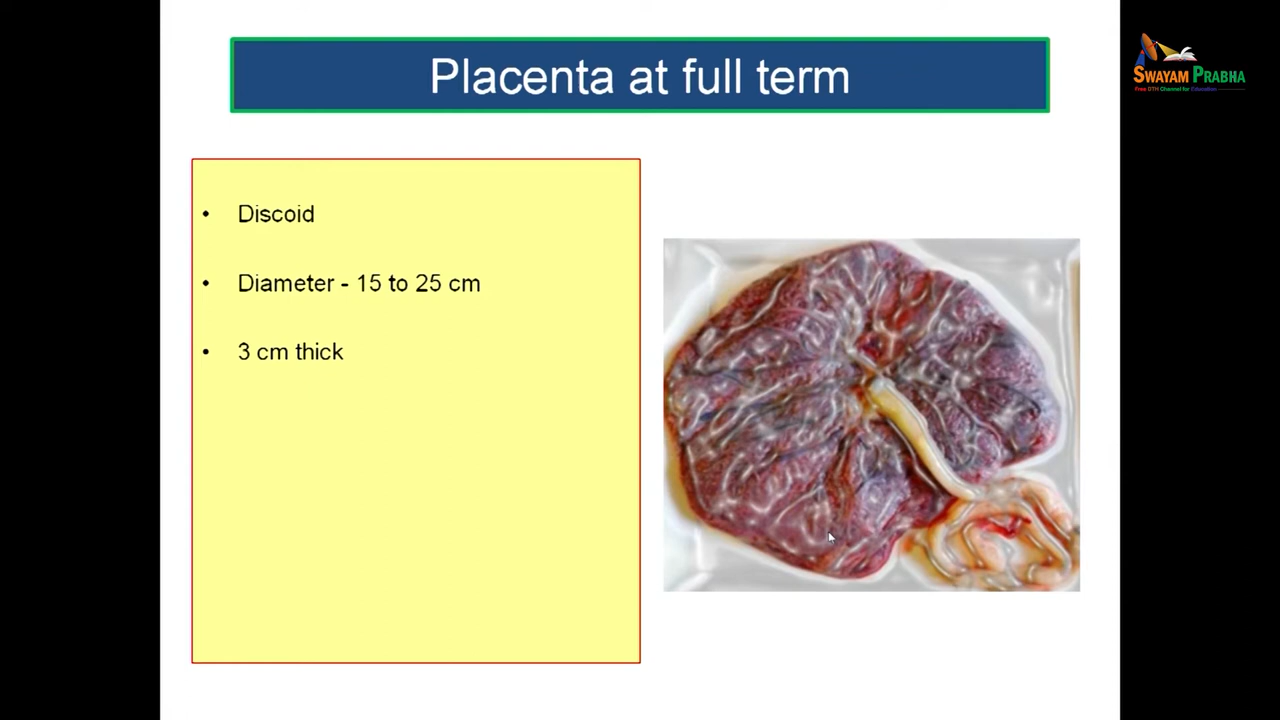 Placenta at full term
SWAYAM PRABHA
Free DTH Channel for Education
• Discoid
• Diameter - 15 to 25 cm
• 3 cm thick